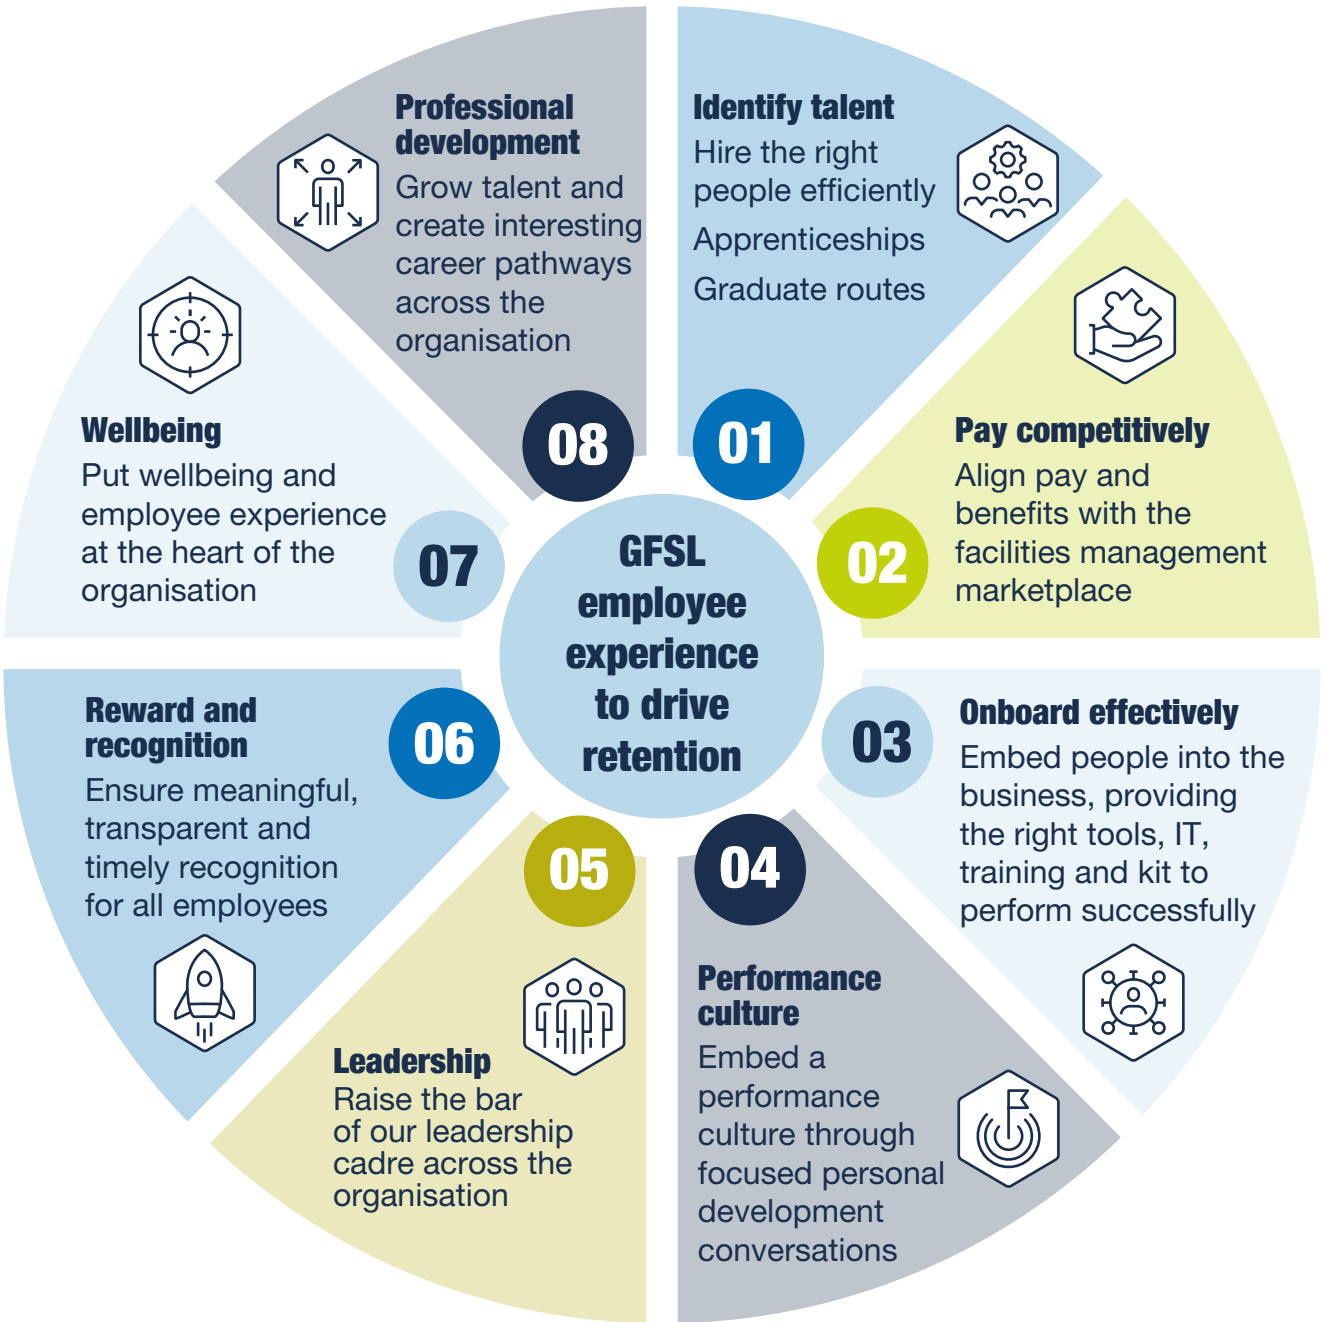 GFSL
employee
experience
to drive
retention
01
Identify talent
Hire the right
people efficiently
Apprenticeships
Graduate routes
02
Pay competitively
Align pay and
benefits with the
facilities management
marketplace
03
Onboard effectively
Embed people into the
business, providing
the right tools, IT,
training and kit to
perform successfully
04
Performance
culture
Embed a
performance
culture through
focused personal
development
conversations
05
Leadership
Raise the bar
of our leadership
cadre across the
organisation
06
Reward and
recognition
Ensure meaningful,
transparent and
timely recognition
for all employees
07
Wellbeing
Put wellbeing and
employee experience
at the heart of the
organisation
08
Professional
development
Grow talent and
create interesting
career pathways
across the
organisation